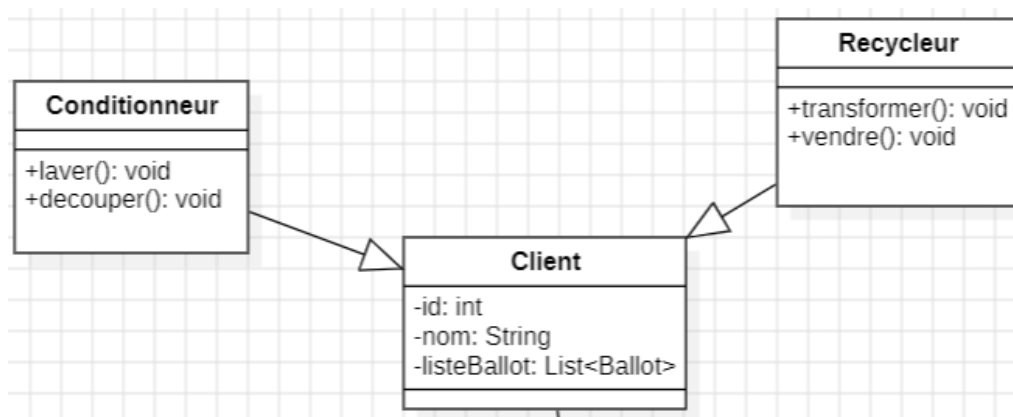 Recycleur
+transformer(): void
+vendre(): void
Conditionneur
+laver(): void
+decouper(): void
Client
-id: int
-nom: String
-listeBallot: List<Ballot>